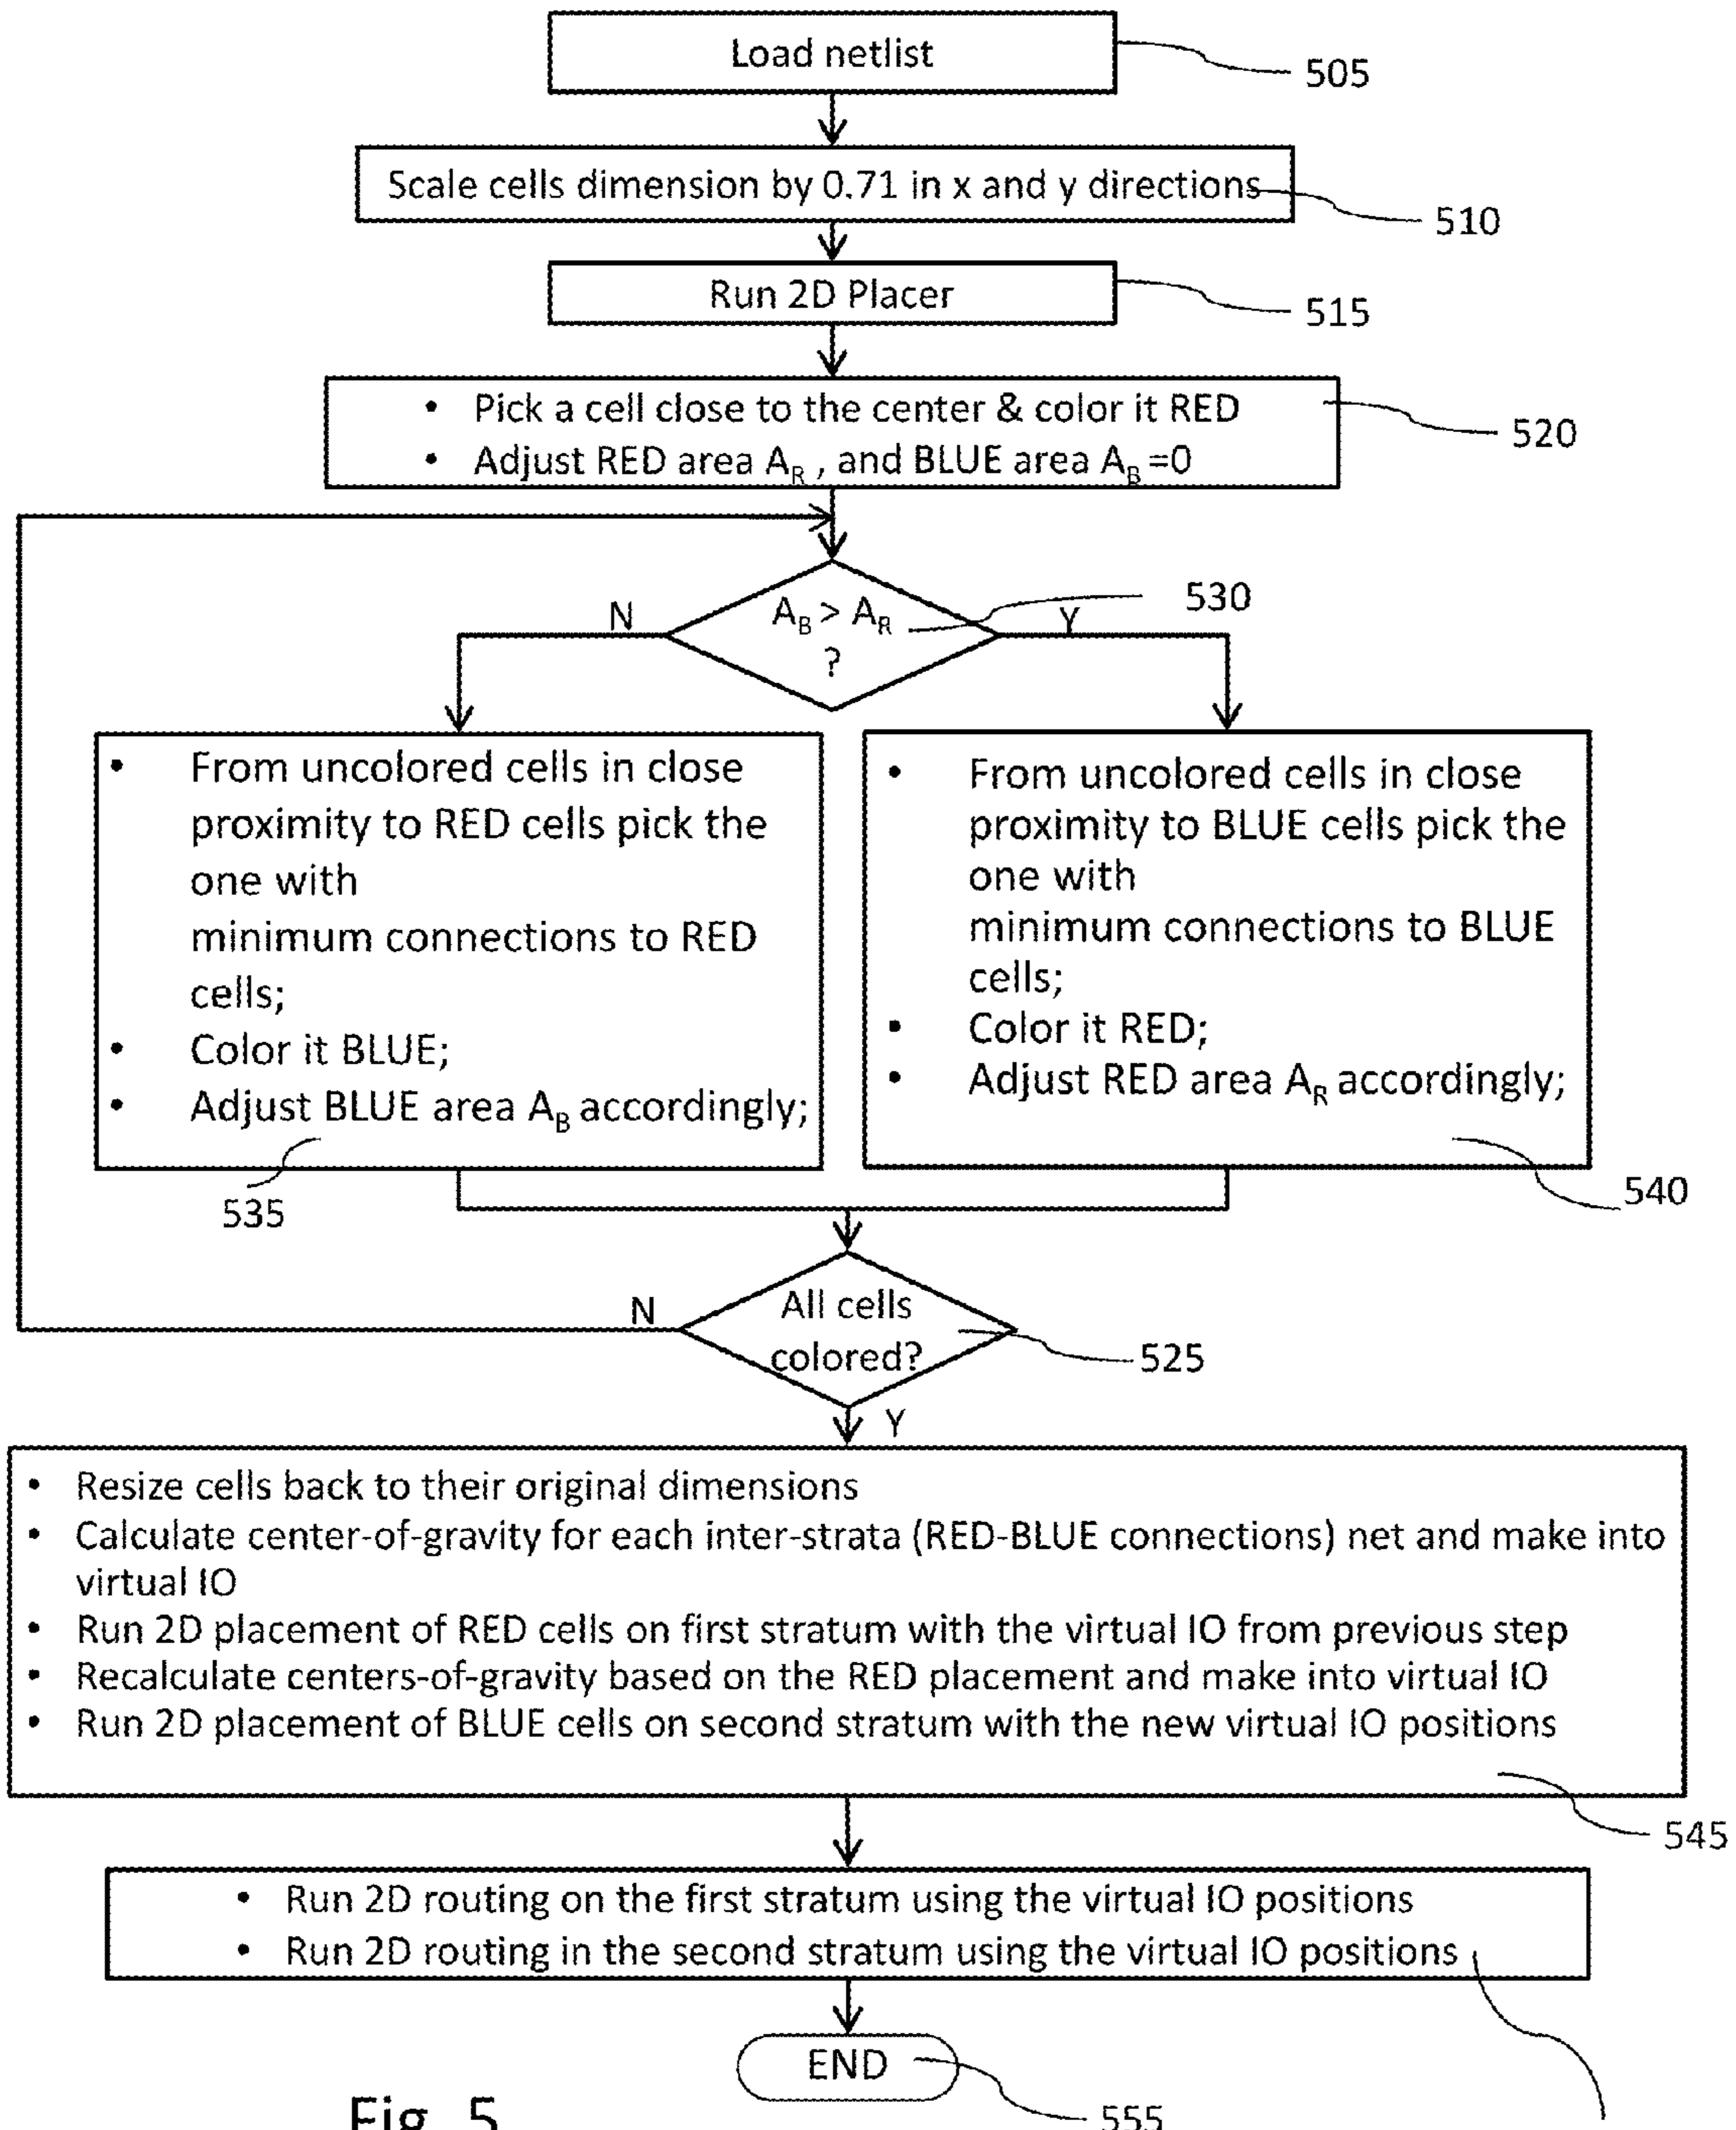 Load netlist
505
Scale cells dimension by 0.71 in x and y directions
510
Run 2D Placer
515
• Pick a cell close to the center & color it RED
• Adjust RED area A_R , and BLUE area A_B =0
520
A_B > A_R
?
530
N
Y
• From uncolored cells in close
proximity to RED cells pick the
one with
minimum connections to RED
cells;
• Color it BLUE;
• Adjust BLUE area A_B accordingly;
535
• From uncolored cells in close
proximity to BLUE cells pick the
one with
minimum connections to BLUE
cells;
• Color it RED;
• Adjust RED area A_R accordingly;
540
All cells
colored?
525
N
Y
• Resize cells back to their original dimensions
• Calculate center-of-gravity for each inter-strata (RED-BLUE connections) net and make into
virtual IO
• Run 2D placement of RED cells on first stratum with the virtual IO from previous step
• Recalculate centers-of-gravity based on the RED placement and make into virtual IO
• Run 2D placement of BLUE cells on second stratum with the new virtual IO positions
545
• Run 2D routing on the first stratum using the virtual IO positions
• Run 2D routing in the second stratum using the virtual IO positions
END
555
Fig. 5